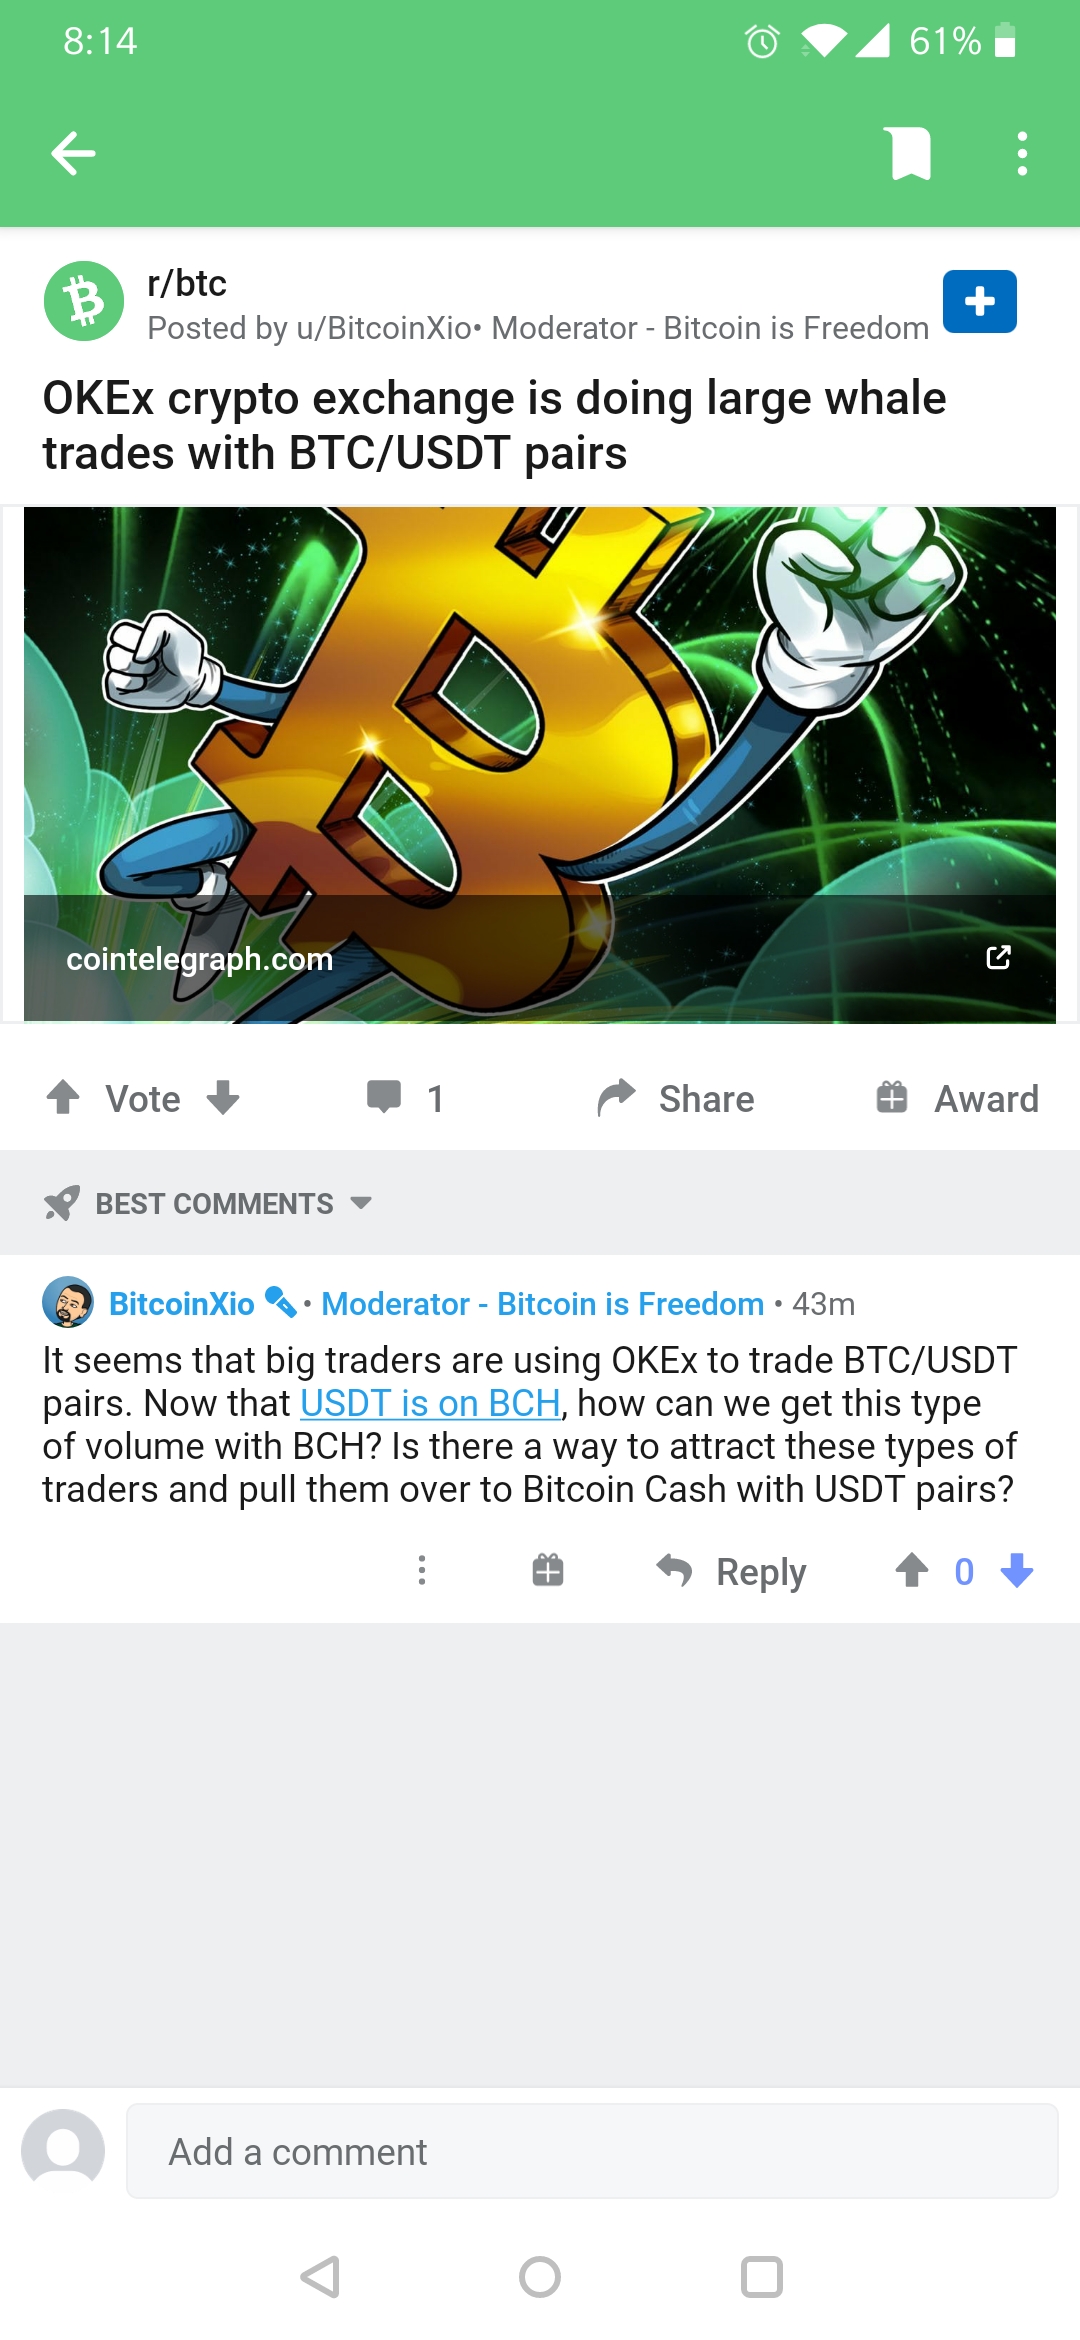 8:14
61%
r/btc
Posted by u/BitcoinXio• Moderator - Bitcoin is Freedom
OKEx crypto exchange is doing large whale
trades with BTC/USDT pairs
cointelegraph.com
Vote
1
Share
Award
BEST COMMENTS
BitcoinXio • Moderator - Bitcoin is Freedom • 43m
It seems that big traders are using OKEx to trade BTC/USDT
pairs. Now that USDT is on BCH, how can we get this type
of volume with BCH? Is there a way to attract these types of
traders and pull them over to Bitcoin Cash with USDT pairs?
Reply
0
Add a comment